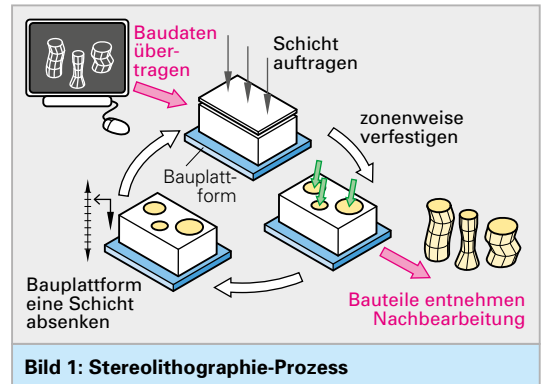 Baudaten
über-
tragen
Schicht
auftragen
zonenweise
verfestigen
Bauplatt-
form
Bauplattform
eine Schicht
absenken
Bauteile entnehmen
Nachbearbeitung
Bild 1: Stereolithographie-Prozess